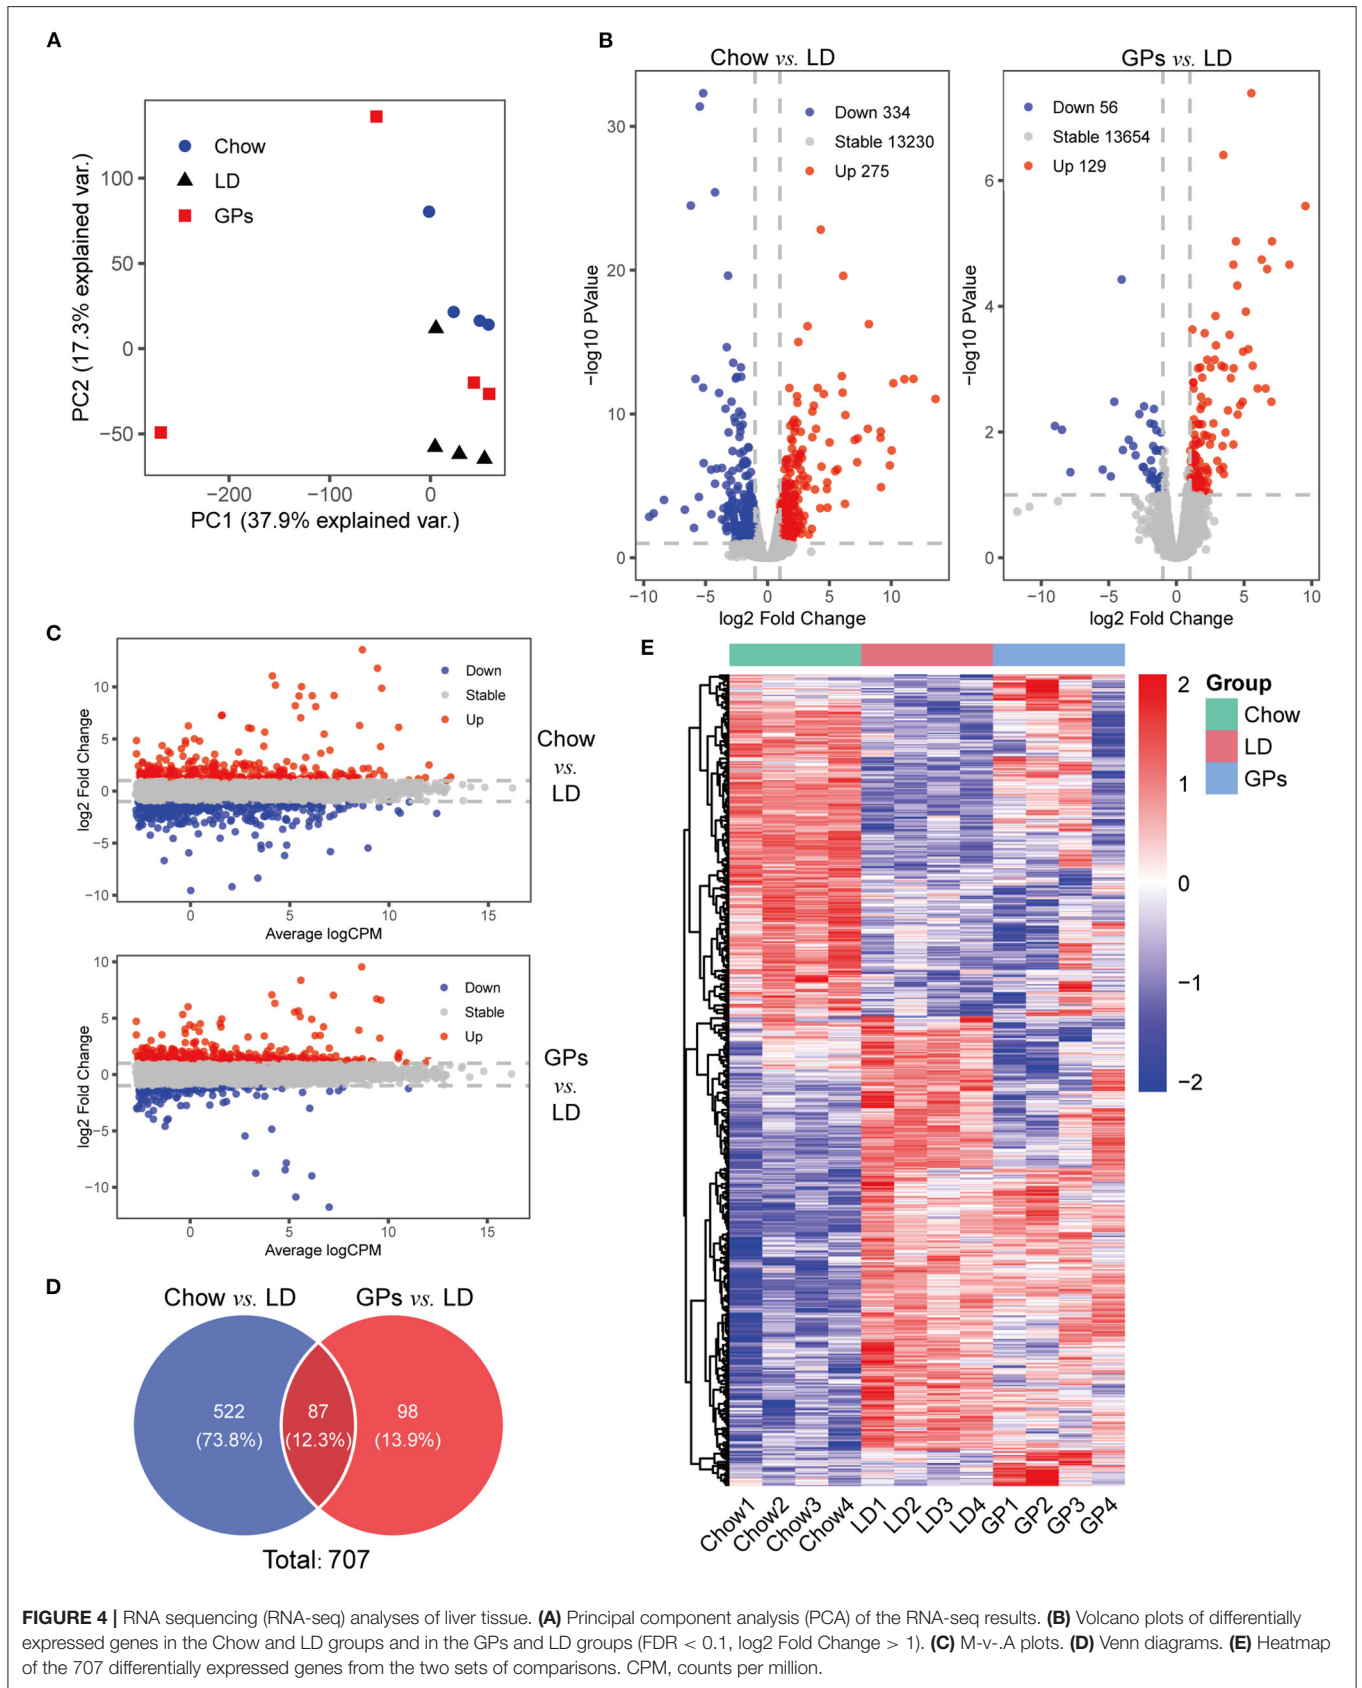 A
PC2 (17.3% explained var.)
100
50
0
−50
Chow
LD
GPs
−200
−100
0
PC1 (37.9% explained var.)
B
Chow vs. LD
−log10 PValue
30
20
10
0
Down 334
Stable 13230
Up 275
−10
−5
0
5
10
log2 Fold Change
GPs vs. LD
−log10 PValue
6
4
2
0
Down 56
Stable 13654
Up 129
−10
−5
0
5
10
log2 Fold Change
C
log2 Fold Change
10
5
0
−5
−10
Down
Stable
Up
0
5
10
15
Average logCPM
Chow
vs.
LD
log2 Fold Change
10
5
0
−5
−10
Down
Stable
Up
0
5
10
15
Average logCPM
GPs
vs.
LD
D
Chow vs. LD
GPs vs. LD
522
(73.8%)
87
(12.3%)
98
(13.9%)
Total: 707
E
2
1
0
−1
−2
Group
Chow
LD
GPs
Chow1
Chow2
Chow3
Chow4
LD1
LD2
LD3
LD4
GP1
GP2
GP3
GP4
FIGURE 4 | RNA sequencing (RNA-seq) analyses of liver tissue. (A) Principal component analysis (PCA) of the RNA-seq results. (B) Volcano plots of differentially
expressed genes in the Chow and LD groups and in the GPs and LD groups (FDR < 0.1, log2 Fold Change > 1). (C) M-v-.A plots. (D) Venn diagrams. (E) Heatmap
of the 707 differentially expressed genes from the two sets of comparisons. CPM, counts per million.